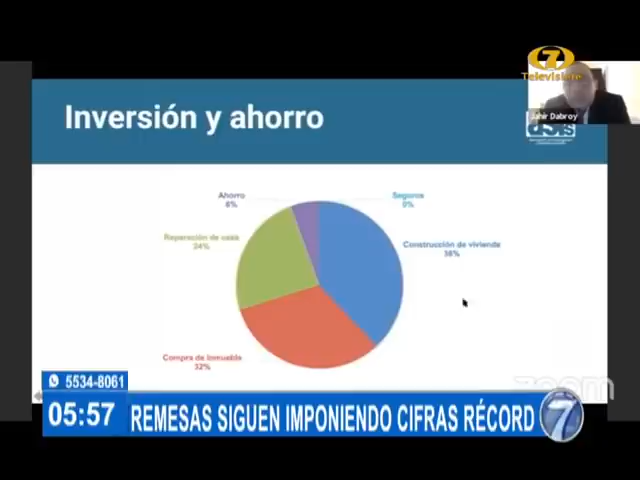 7
Televisiete
Jahir Dabroy
Inversión y ahorro
Ahorro
6%
Seguros
0%
Reparación de casa
24%
Construcción de vivienda
38%
Compra de inmueble
32%
zoom
5534-8061
05:57
REMESAS SIGUEN IMPONIENDO CIFRAS RÉCORD
7